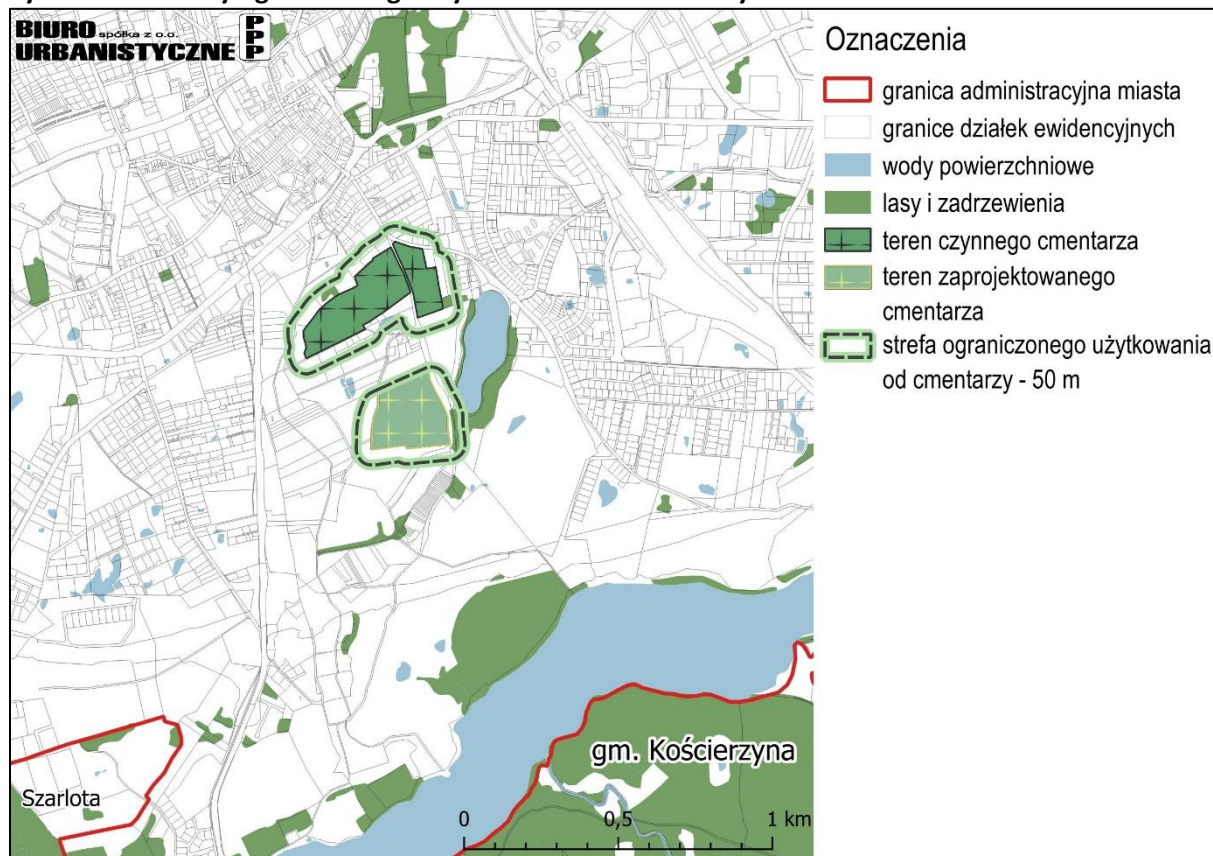 BIURO spółka z o.o.
URBANISTYCZNE PPP
Oznaczenia
granica administracyjna miasta
granice działek ewidencyjnych
wody powierzchniowe
lasy i zadrzewienia
teren czynnego cmentarza
teren zaprojektowanego
cmentarza
strefa ograniczonego użytkowania
od cmentarzy - 50 m
gm. Kościerzyna
Szarlota
0 0,5 1 km